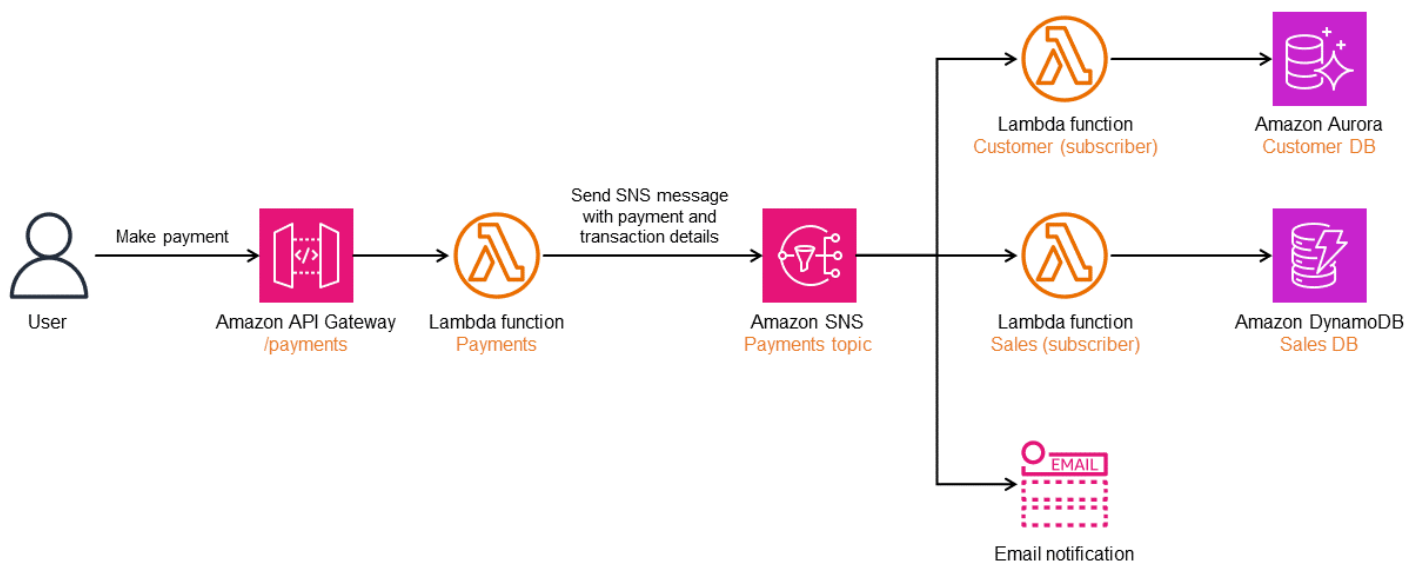 Lambda function
Customer (subscriber)
Amazon Aurora
Customer DB
Make payment
Send SNS message
with payment and
transaction details
</>
User
Amazon API Gateway
/payments
Lambda function
Payments
Amazon SNS
Payments topic
Lambda function
Sales (subscriber)
Amazon DynamoDB
Sales DB
EMAIL
Email notification